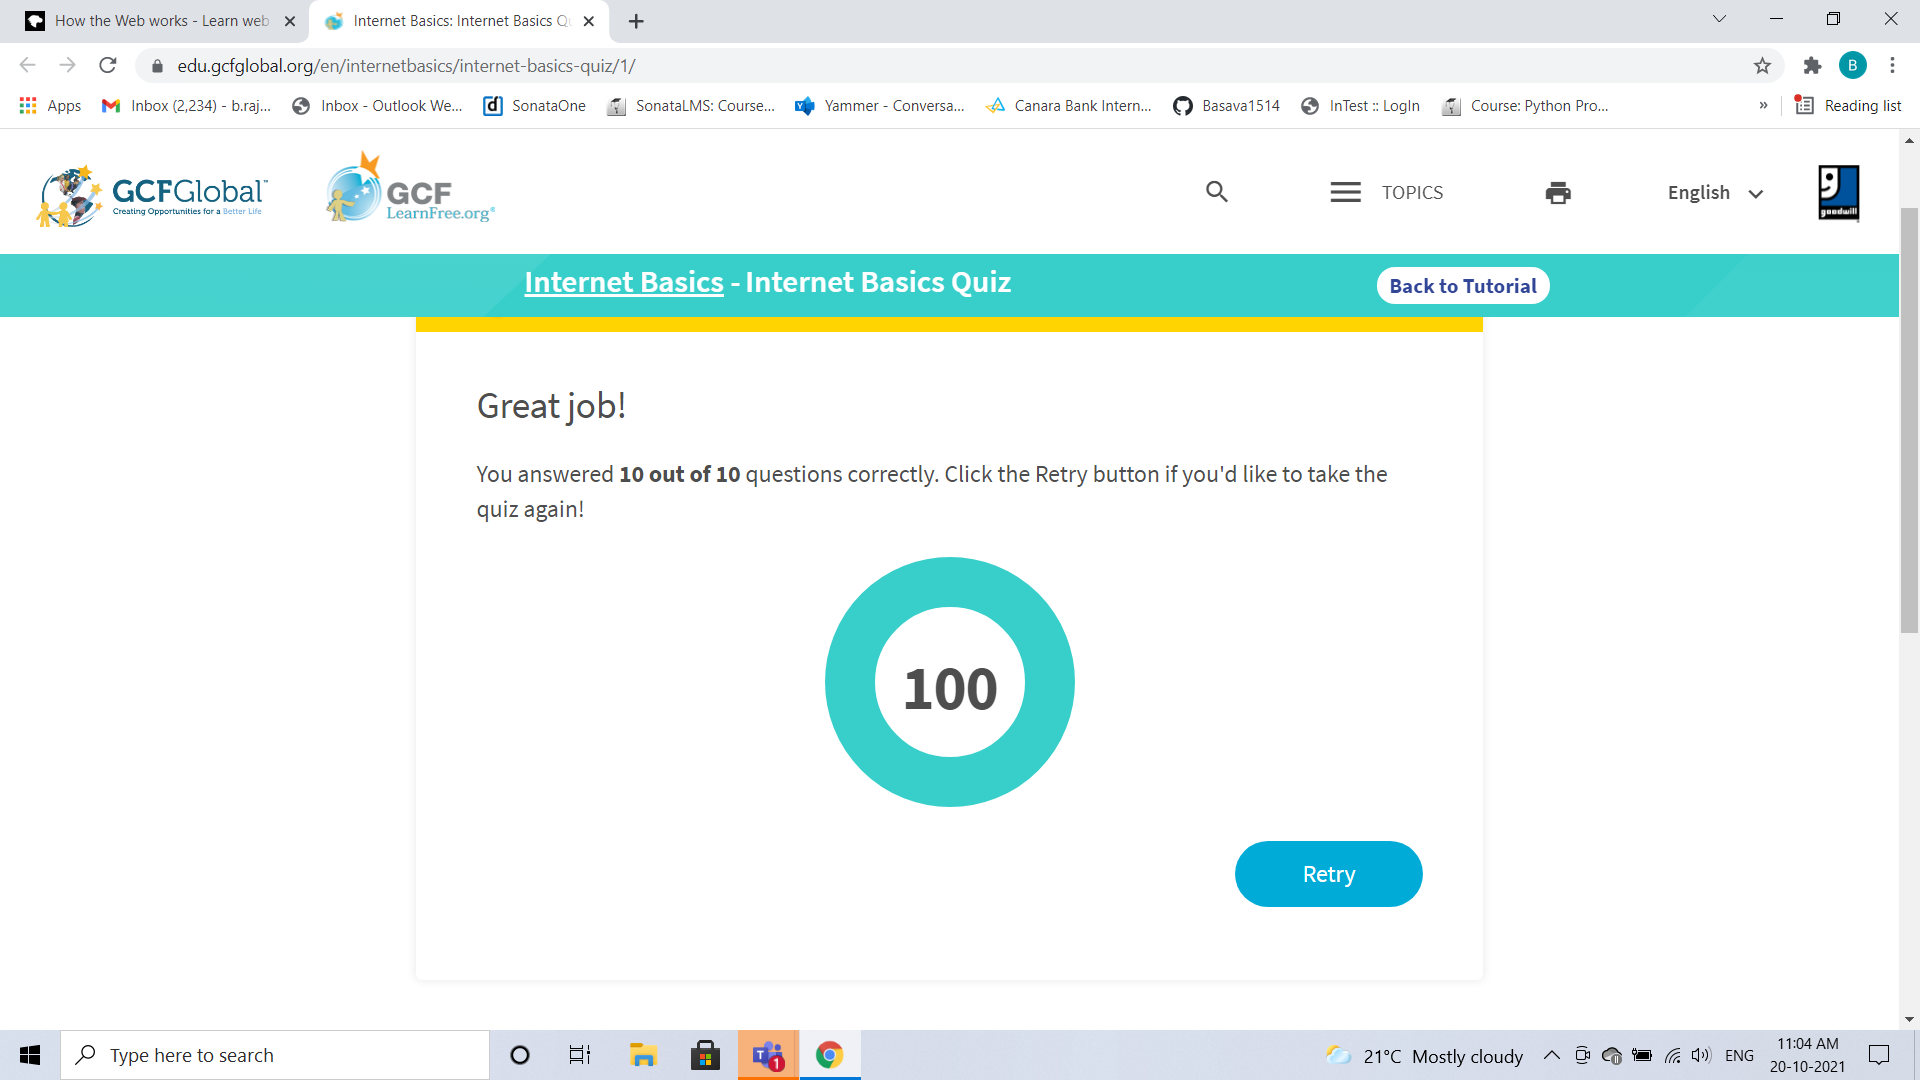 How the Web works - Learn web
Internet Basics: Internet Basics Qu
edu.gcfglobal.org/en/internetbasics/internet-basics-quiz/1/
B
Apps
Inbox (2,234) - b.raj...
Inbox - Outlook We...
SonataOne
SonataLMS: Course...
Yammer - Conversa...
Canara Bank Intern...
Basava1514
InTest :: LogIn
Course: Python Pro...
»
Reading list
GCFGlobal™
Creating Opportunities for a Better Life
GCF
LearnFree.org®
TOPICS
English
goodwill
Internet Basics - Internet Basics Quiz
Back to Tutorial
Great job!
You answered 10 out of 10 questions correctly. Click the Retry button if you'd like to take the
quiz again!
100
Retry
Type here to search
1
21°C Mostly cloudy
ENG
11:04 AM
20-10-2021